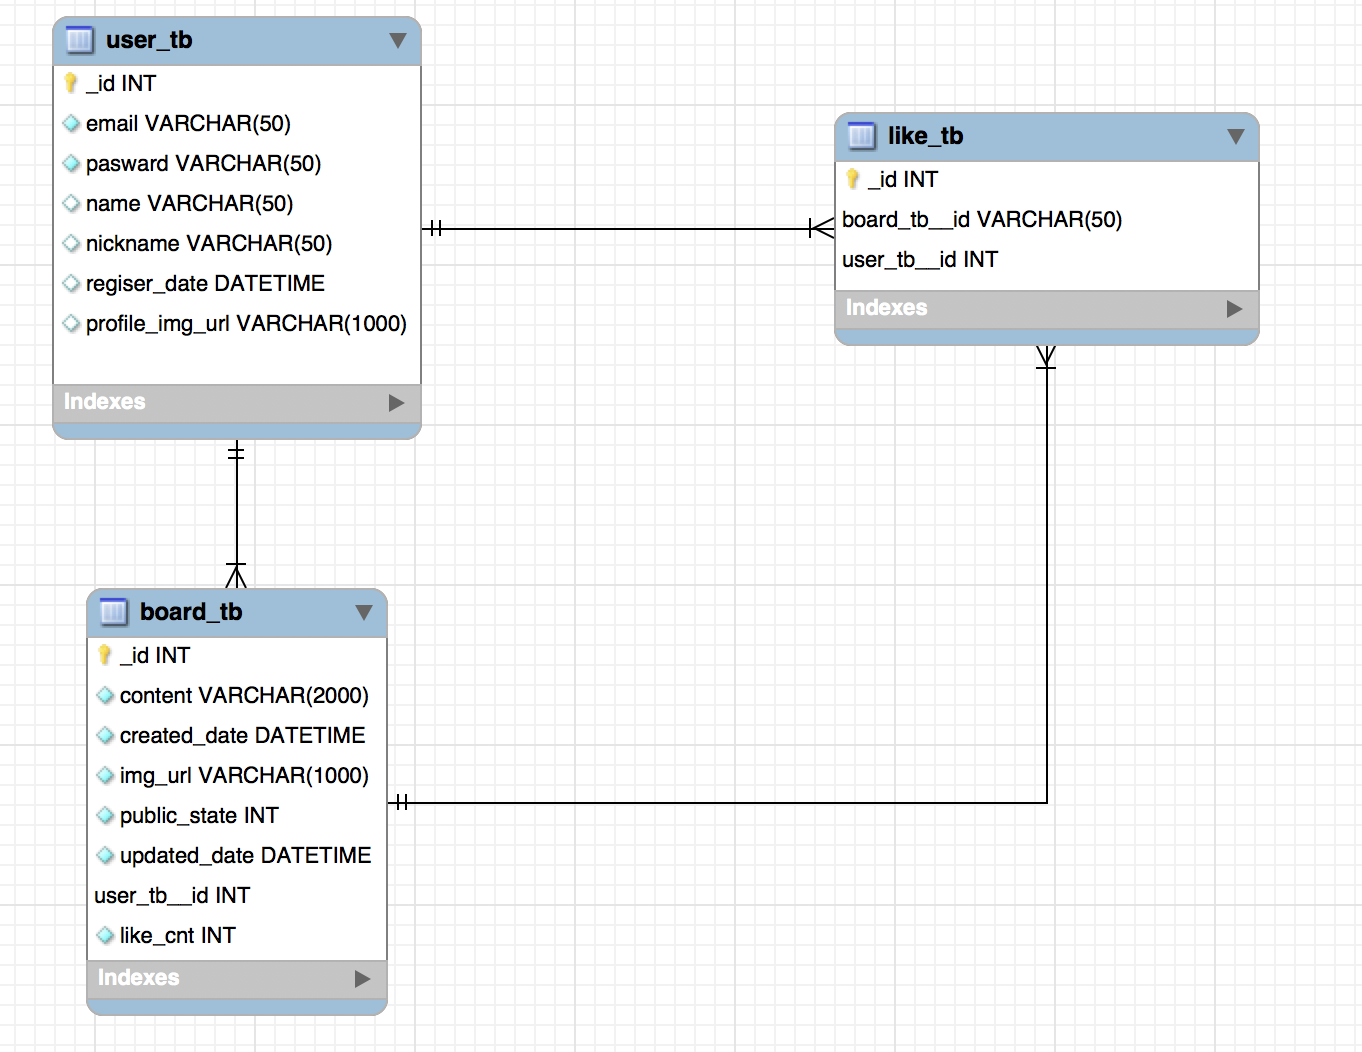 user_tb
_id INT
email VARCHAR(50)
pasward VARCHAR(50)
name VARCHAR(50)
nickname VARCHAR(50)
regiser_date DATETIME
profile_img_url VARCHAR(1000)
Indexes
like_tb
_id INT
board_tb__id VARCHAR(50)
user_tb__id INT
Indexes
board_tb
_id INT
content VARCHAR(2000)
created_date DATETIME
img_url VARCHAR(1000)
public_state INT
updated_date DATETIME
user_tb__id INT
like_cnt INT
Indexes